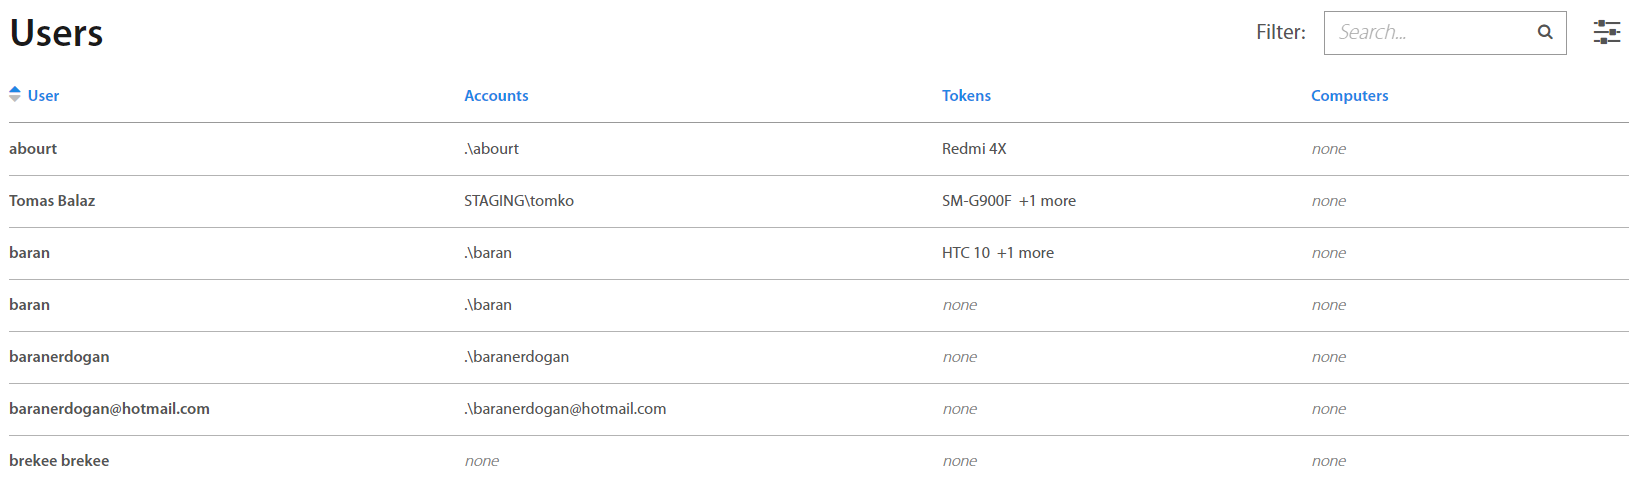 Users
Filter: Search...
User Accounts Tokens Computers
abourt .\abourt Redmi 4X none
Tomas Balaz STAGING\tomko SM-G900F +1 more none
baran .\baran HTC 10 +1 more none
baran .\baran none none
baranerdogan .\baranerdogan none none
baranerdogan@hotmail.com .\baranerdogan@hotmail.com none none
brekee brekee none none none